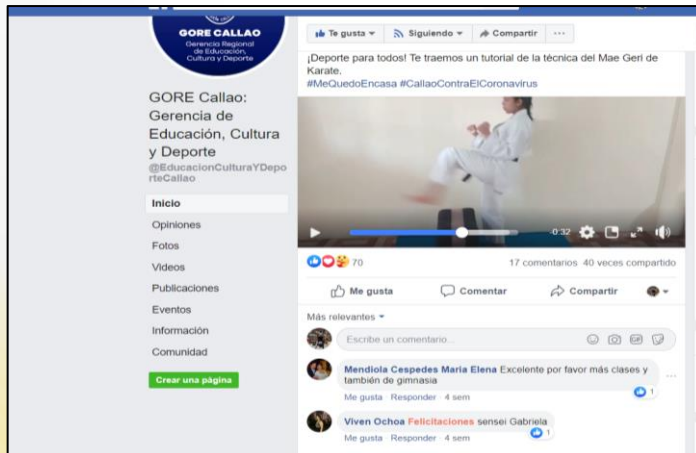 GORE CALLAO
Gerencia Regional
de Educación,
Cultura y Deporte
GORE Callao:
Gerencia de
Educación, Cultura
y Deporte
@EducacionCulturaYDepo
rteCallao
Inicio
Opiniones
Fotos
Videos
Publicaciones
Eventos
Información
Comunidad
Crear una página
Te gusta
Siguiendo
Compartir
¡Deporte para todos! Te traemos un tutorial de la técnica del Mae Geri de
Karate.
#MeQuedoEncasa #CallaoContraElCoronavirus
-0:32
70
17 comentarios 40 veces compartido
Me gusta
Comentar
Compartir
Más relevantes
Escribe un comentario...
GIF
Mendiola Cespedes Maria Elena Excelente por favor más clases y
también de gimnasia
1
Me gusta · Responder · 4 sem
Viven Ochoa Felicitaciones sensei Gabriela
1
Me gusta · Responder · 4 sem